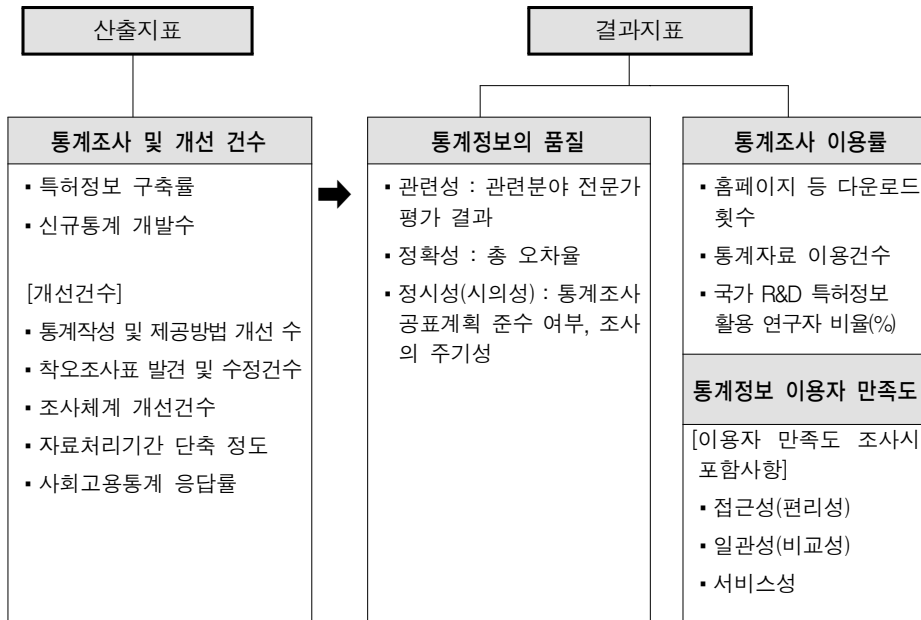 산출지표
결과지표
통계조사 및 개선 건수
▪ 특허정보 구축률
▪ 신규통계 개발수
[개선건수]
▪ 통계작성 및 제공방법 개선 수
▪ 착오조사표 발견 및 수정건수
▪ 조사체계 개선건수
▪ 자료처리기간 단축 정도
▪ 사회고용통계 응답률
통계정보의 품질
▪ 관련성 : 관련분야 전문가
평가 결과
▪ 정확성 : 총 오차율
▪ 정시성(시의성) : 통계조사
공표계획 준수 여부, 조사
의 주기성
통계조사 이용률
▪ 홈페이지 등 다운로드
횟수
▪ 통계자료 이용건수
▪ 국가 R&D 특허정보
활용 연구자 비율(%)
통계정보 이용자 만족도
[이용자 만족도 조사시
포함사항]
▪ 접근성(편리성)
▪ 일관성(비교성)
▪ 서비스성